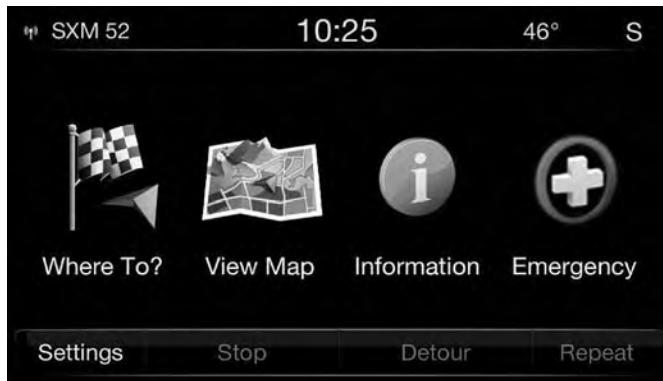 SXM 52 10:25 46° S
Where To? View Map Information Emergency
Settings Stop Detour Repeat